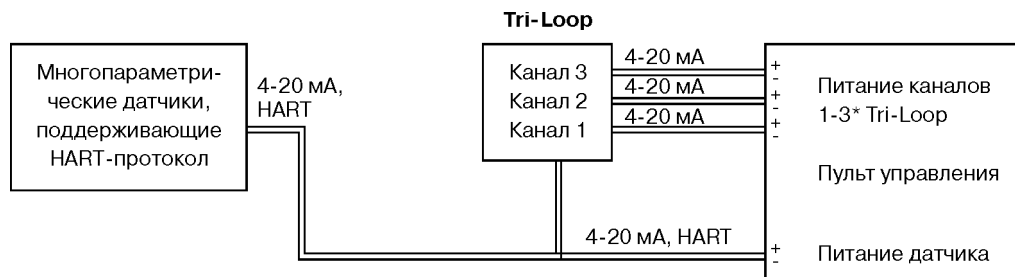 Tri-Loop
Многопараметри-
ческие датчики,
поддерживающие
HART-протокол
4-20 мА,
HART
Канал 3
Канал 2
Канал 1
4-20 мА
4-20 мА
4-20 мА
+
-
+
-
+
-
Питание каналов
1-3* Tri-Loop
Пульт управления
4-20 мА, HART
+
-
Питание датчика